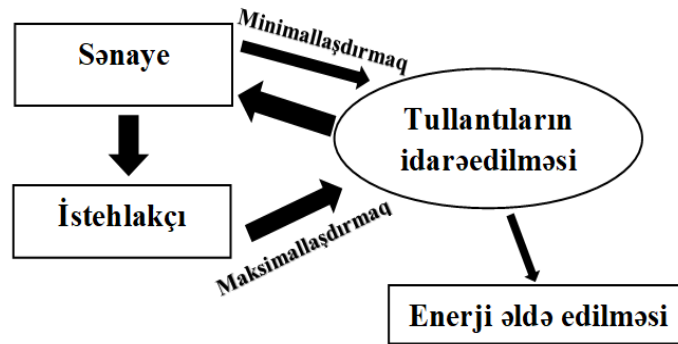 Sənaye
Minimallaşdırmaq
Tullantıların
idarəedilməsi
İstehlakçı
Maksimallaşdırmaq
Enerji əldə edilməsi